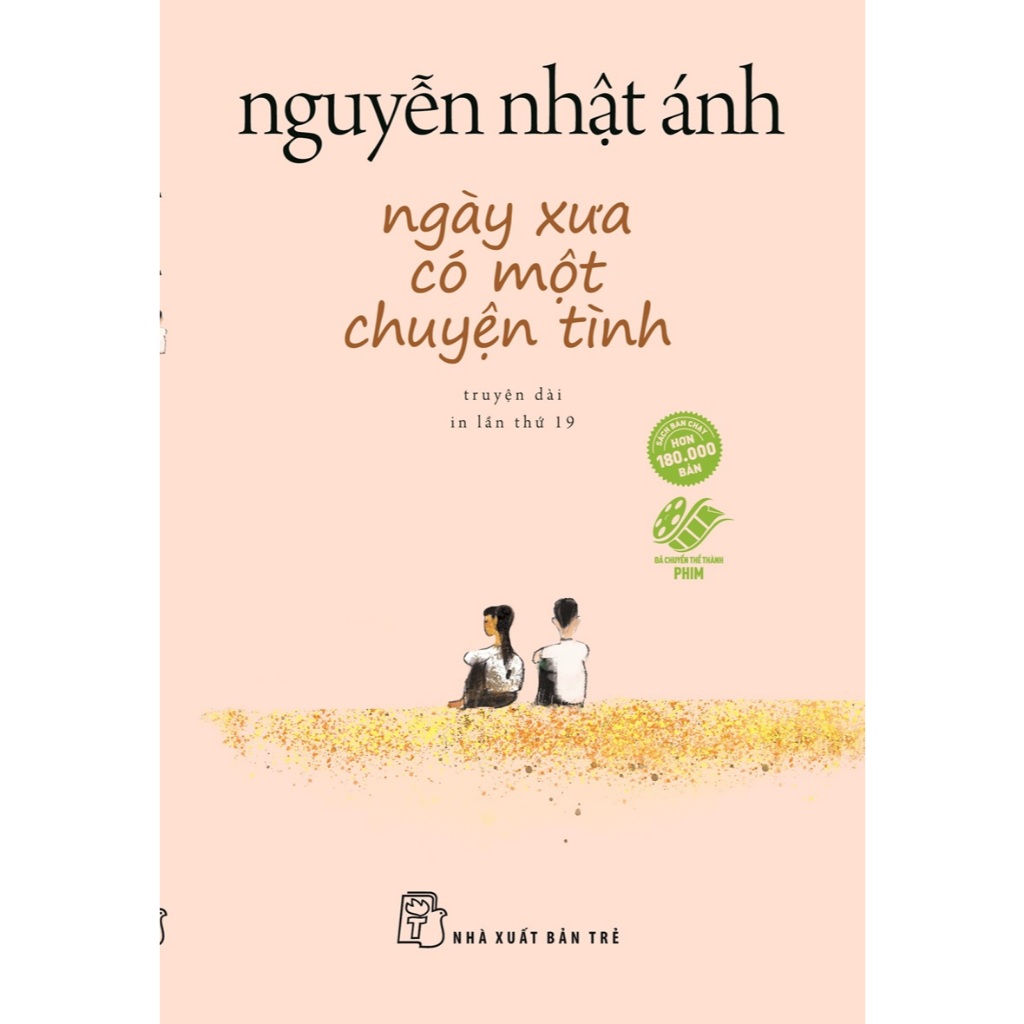 nguyễn nhật ánh
ngày xưa
có một
chuyện tình
truyện dài
in lần thứ 19
SÁCH BÁN CHẠY
HƠN
180.000
BẢN
ĐÃ CHUYỂN THỂ THÀNH
PHIM
T
NHÀ XUẤT BẢN TRẺ